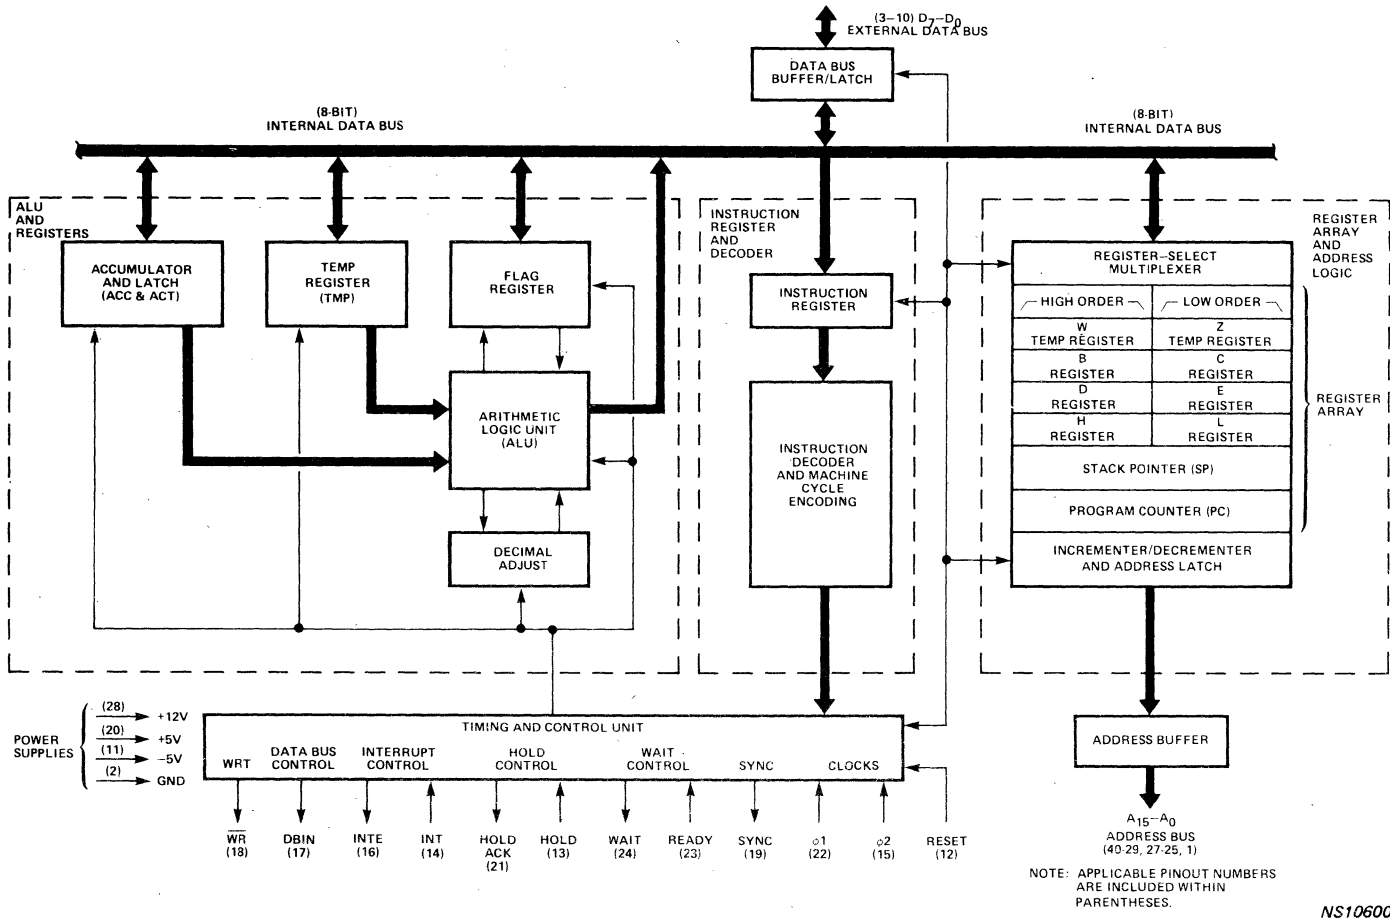 (3-10) D7-D0
EXTERNAL DATA BUS
DATA BUS
BUFFER/LATCH
(8-BIT)
INTERNAL DATA BUS
(8-BIT)
INTERNAL DATA BUS
ALU
AND
REGISTERS
ACCUMULATOR
AND LATCH
(ACC & ACT)
TEMP
REGISTER
(TMP)
FLAG
REGISTER
ARITHMETIC
LOGIC UNIT
(ALU)
DECIMAL
ADJUST
INSTRUCTION
REGISTER
AND
DECODER
INSTRUCTION
REGISTER
INSTRUCTION
DECODER
AND MACHINE
CYCLE
ENCODING
REGISTER
ARRAY
AND
ADDRESS
LOGIC
REGISTER-SELECT
MULTIPLEXER
HIGH ORDER
LOW ORDER
W
TEMP REGISTER
Z
TEMP REGISTER
B
REGISTER
C
REGISTER
D
REGISTER
E
REGISTER
H
REGISTER
L
REGISTER
REGISTER
ARRAY
STACK POINTER (SP)
PROGRAM COUNTER (PC)
INCREMENTER/DECREMENTER
AND ADDRESS LATCH
POWER
SUPPLIES
(28) +12V
(20) +5V
(11) -5V
(2) GND
TIMING AND CONTROL UNIT
WRT
DATA BUS
CONTROL
INTERRUPT
CONTROL
HOLD
CONTROL
WAIT
CONTROL
SYNC
CLOCKS
ADDRESS BUFFER
WR
(18)
DBIN
(17)
INTE
(16)
INT
(14)
HOLD
ACK
(21)
HOLD
(13)
WAIT
(24)
READY
(23)
SYNC
(19)
φ1
(22)
φ2
(15)
RESET
(12)
A15-A0
ADDRESS BUS
(40-29, 27-25, 1)
NOTE: APPLICABLE PINOUT NUMBERS
ARE INCLUDED WITHIN
PARENTHESES.
NS10600